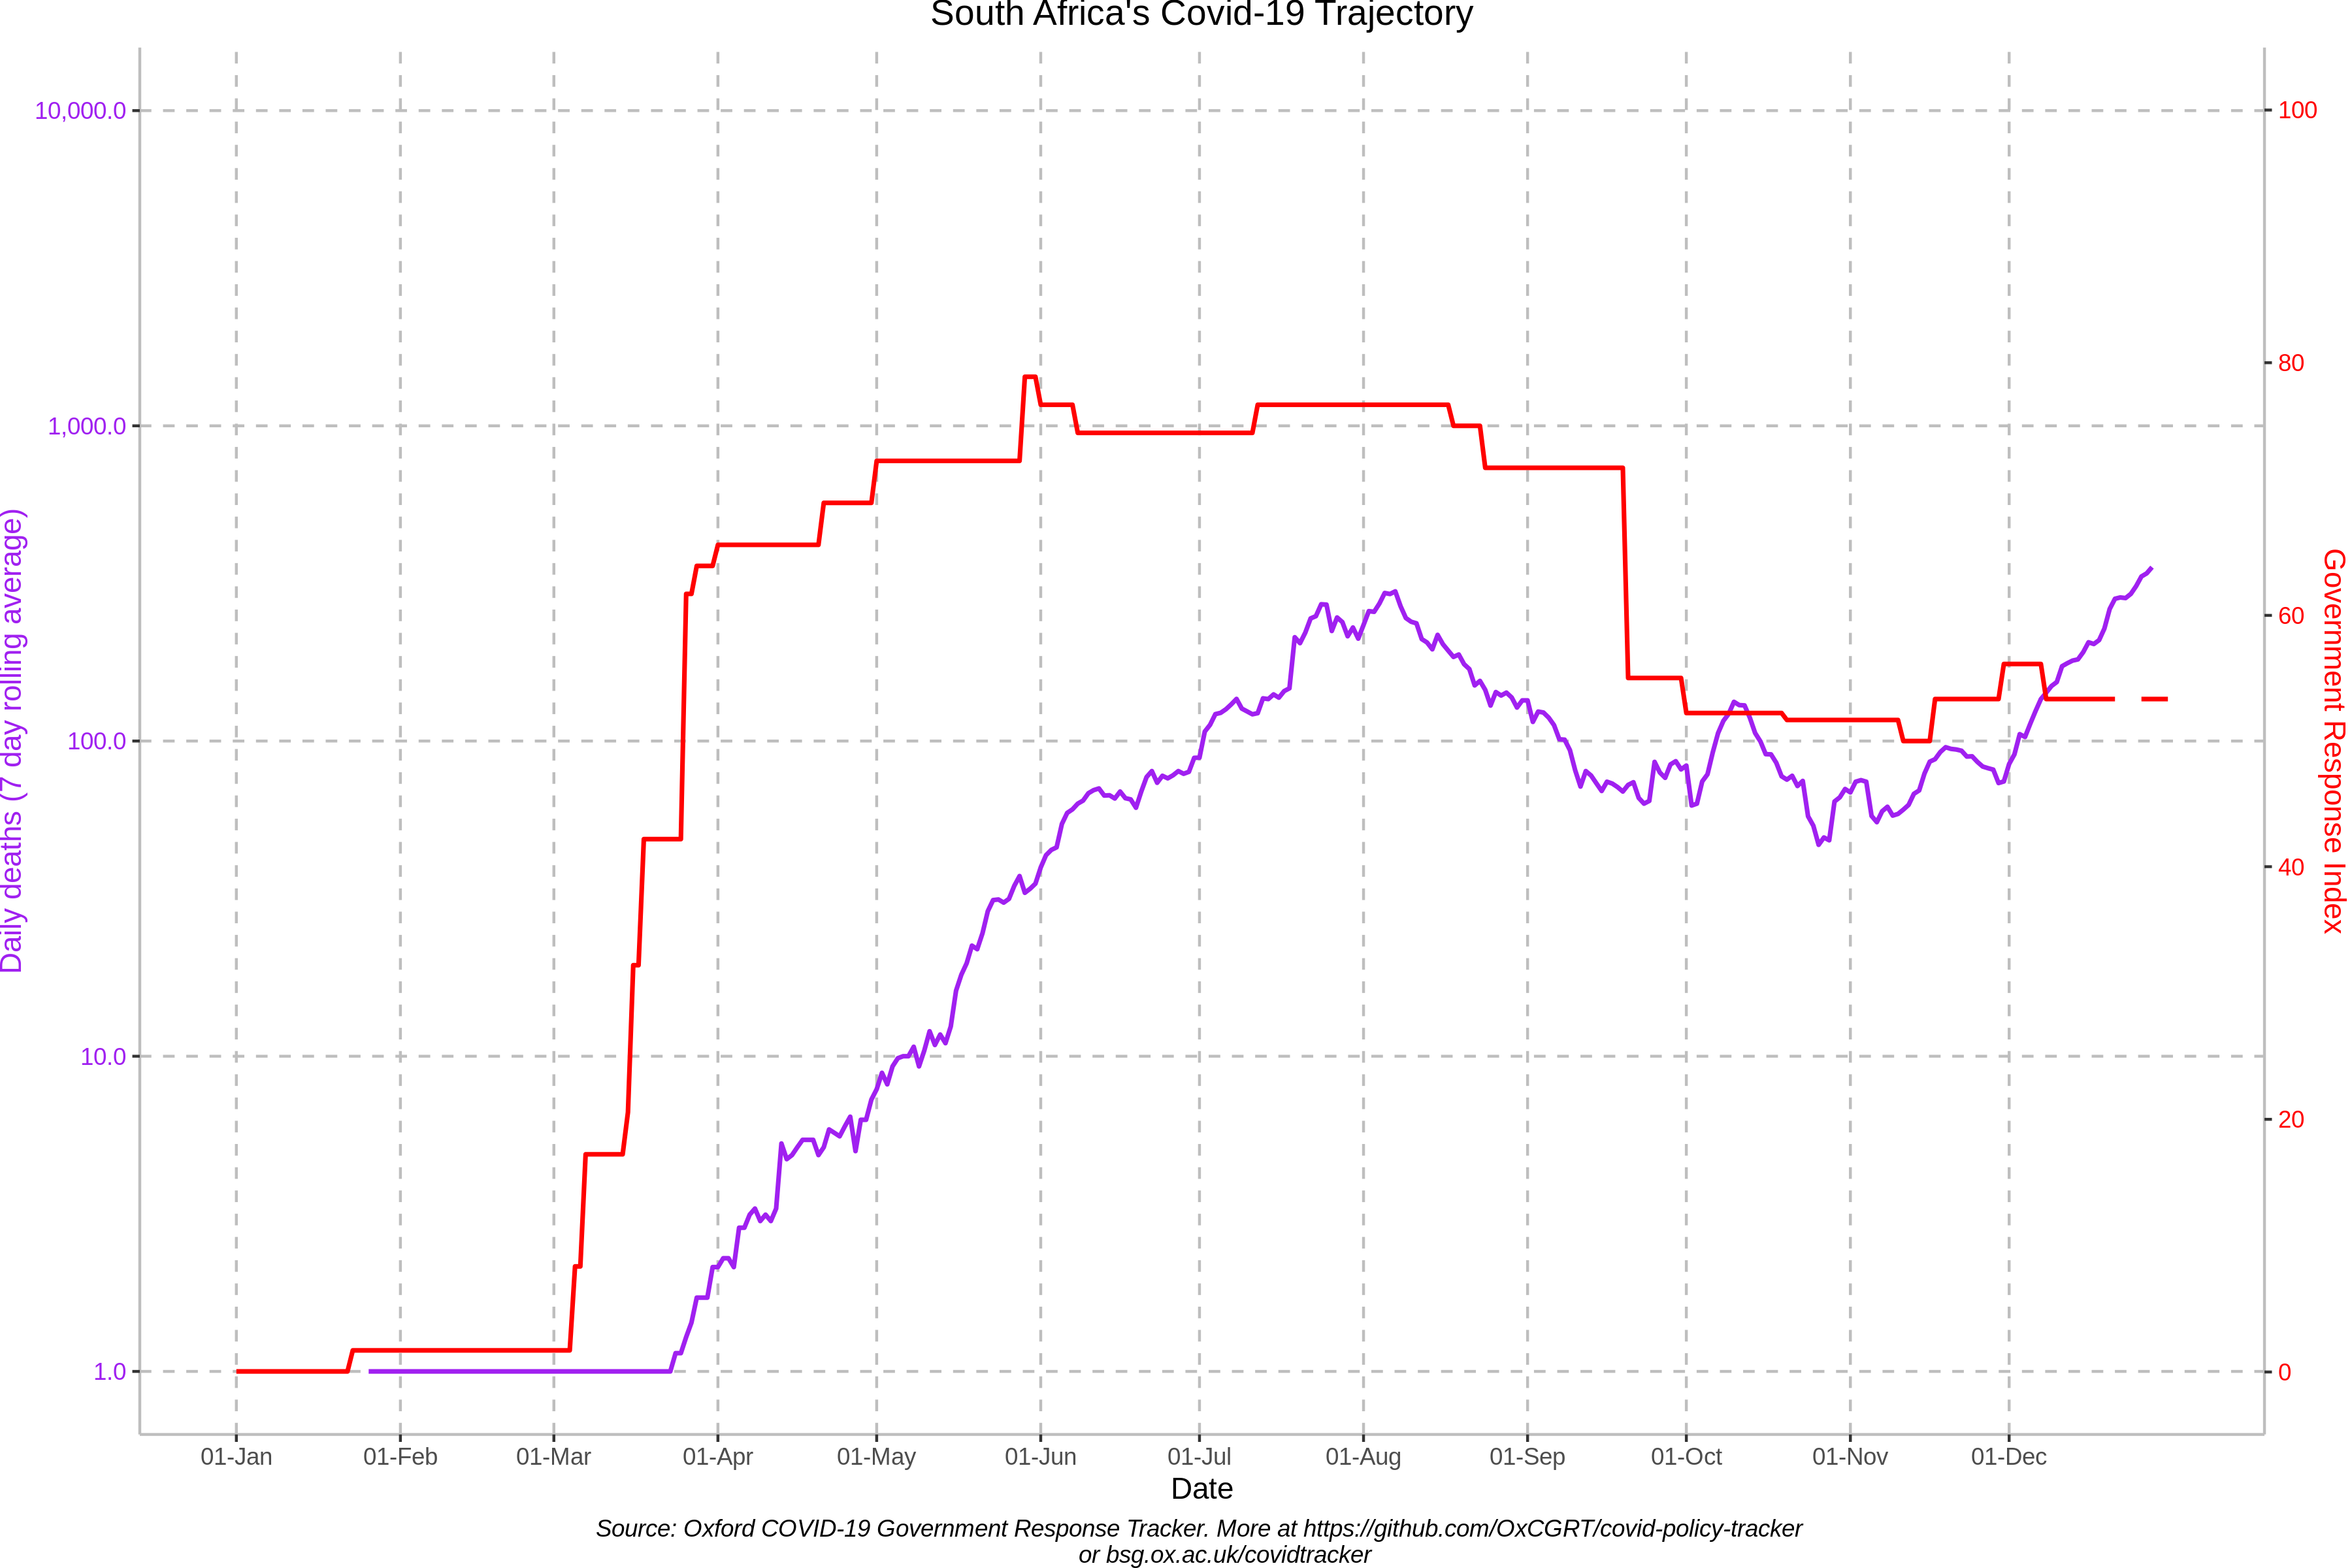 South Africa's Covid-19 Trajectory
10,000.0
1,000.0
100.0
10.0
1.0
Daily deaths (7 day rolling average)
100
80
60
40
20
0
Government Response Index
01-Jan 01-Feb 01-Mar 01-Apr 01-May 01-Jun 01-Jul 01-Aug 01-Sep 01-Oct 01-Nov 01-Dec
Date
Source: Oxford COVID-19 Government Response Tracker. More at https://github.com/OxCGRT/covid-policy-tracker
or bsg.ox.ac.uk/covidtracker